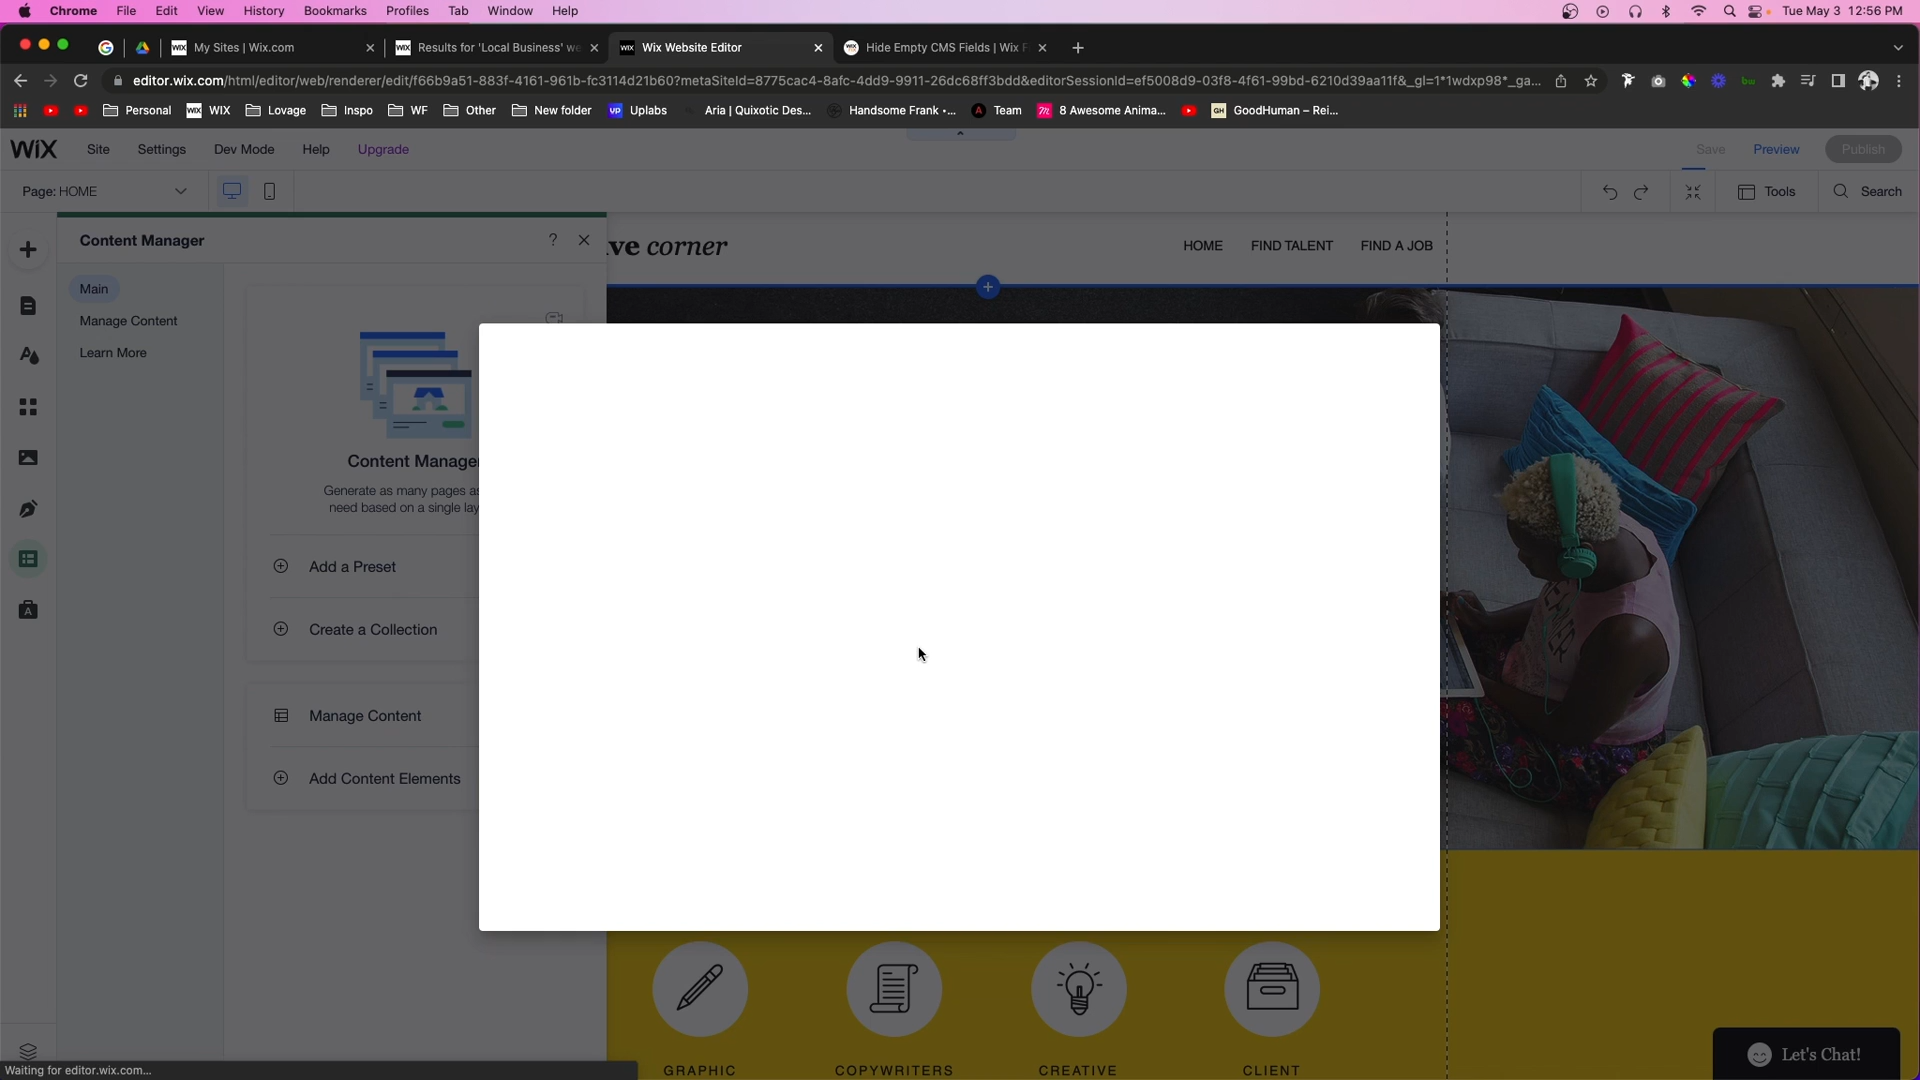 Chrome File Edit View History Bookmarks Profiles Tab Window Help Tue May 3 12:56 PM
My Sites | Wix.com Results for 'Local Business' we Wix Website Editor Hide Empty CMS Fields | Wix F
editor.wix.com/html/editor/web/renderer/edit/f66b9a51-883f-4161-961b-fc3114d21b60?metaSiteId=8775cac4-8afc-4dd9-9911-26dc68ff3bdd&editorSessionId=ef5008d9-03f8-4f61-99bd-6210d39aa11f&_gl=1*1wdxp98*_ga...
Personal WIX Lovage Inspo WF Other New folder Uplabs Aria | Quixotic Des... Handsome Frank •... Team 8 Awesome Anima... GoodHuman – Rei...
WiX Site Settings Dev Mode Help Upgrade Save Preview Publish
Page: HOME Tools Search
Content Manager ?
ve corner HOME FIND TALENT FIND A JOB
Main
Manage Content
Learn More
Content Manager
Generate as many pages as
need based on a single lay
Add a Preset
Create a Collection
Manage Content
Add Content Elements
GRAPHIC COPYWRITERS CREATIVE CLIENT
Let's Chat!
Waiting for editor.wix.com...